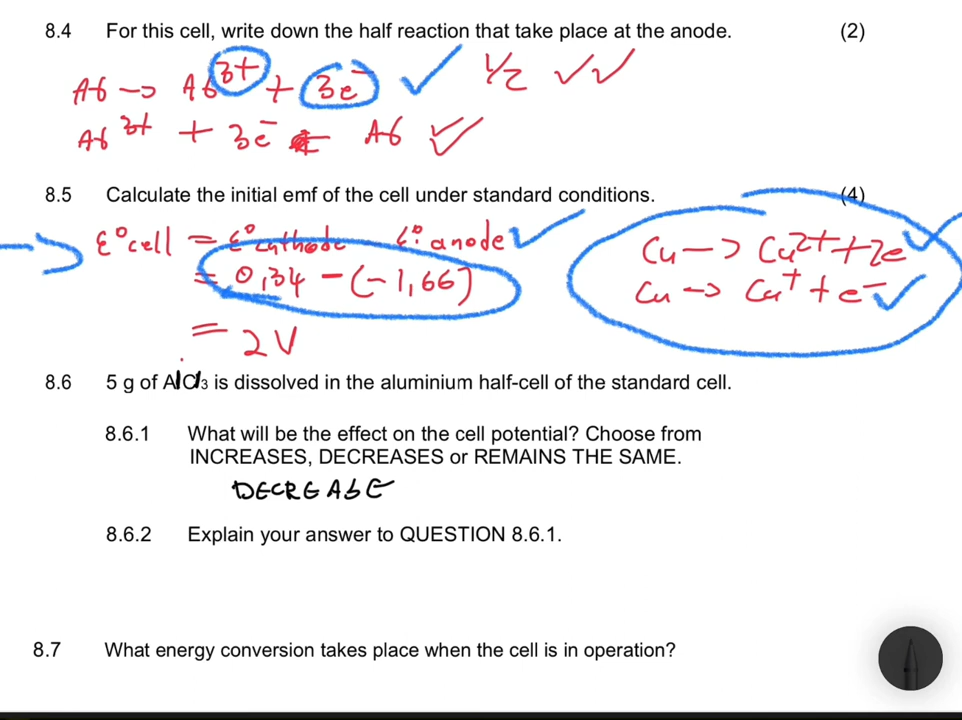 8.4 For this cell, write down the half reaction that take place at the anode. (2)
Al → Al³⁺ + 3e⁻ ✓ 1/2 ✓✓
Al³⁺ + 3e⁻ ← Al ✓✓
8.5 Calculate the initial emf of the cell under standard conditions. (4)
E°cell = E°cathode - E°anode ✓
= 0,34 - (-1,66)
= 2V
Cu → Cu²⁺ + 2e⁻ ✓
Cu → Cu⁺ + e⁻ ✓
8.6 5 g of AlCl₃ is dissolved in the aluminium half-cell of the standard cell.
8.6.1 What will be the effect on the cell potential? Choose from
INCREASES, DECREASES or REMAINS THE SAME.
DECREASE
8.6.2 Explain your answer to QUESTION 8.6.1.
8.7 What energy conversion takes place when the cell is in operation?